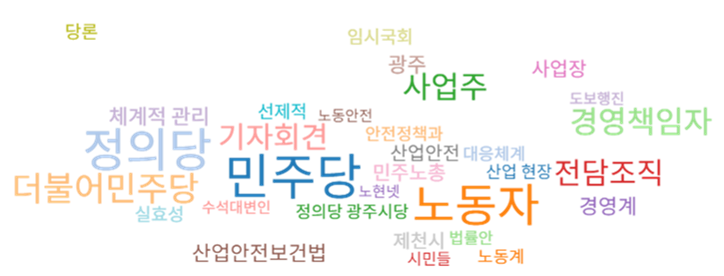 당론
임시국회
광주
사업주
사업장
도보행진
체계적 관리
선제적
노동안전
경영책임자
정의당
기자회견
안전정책과
산업안전
대응체계
더불어민주당
민주당
민주노총
산업 현장
전담조직
노현넷
실효성
수석대변인
정의당 광주시당
노동자
경영계
산업안전보건법
제천시
법률안
시민들
노동계